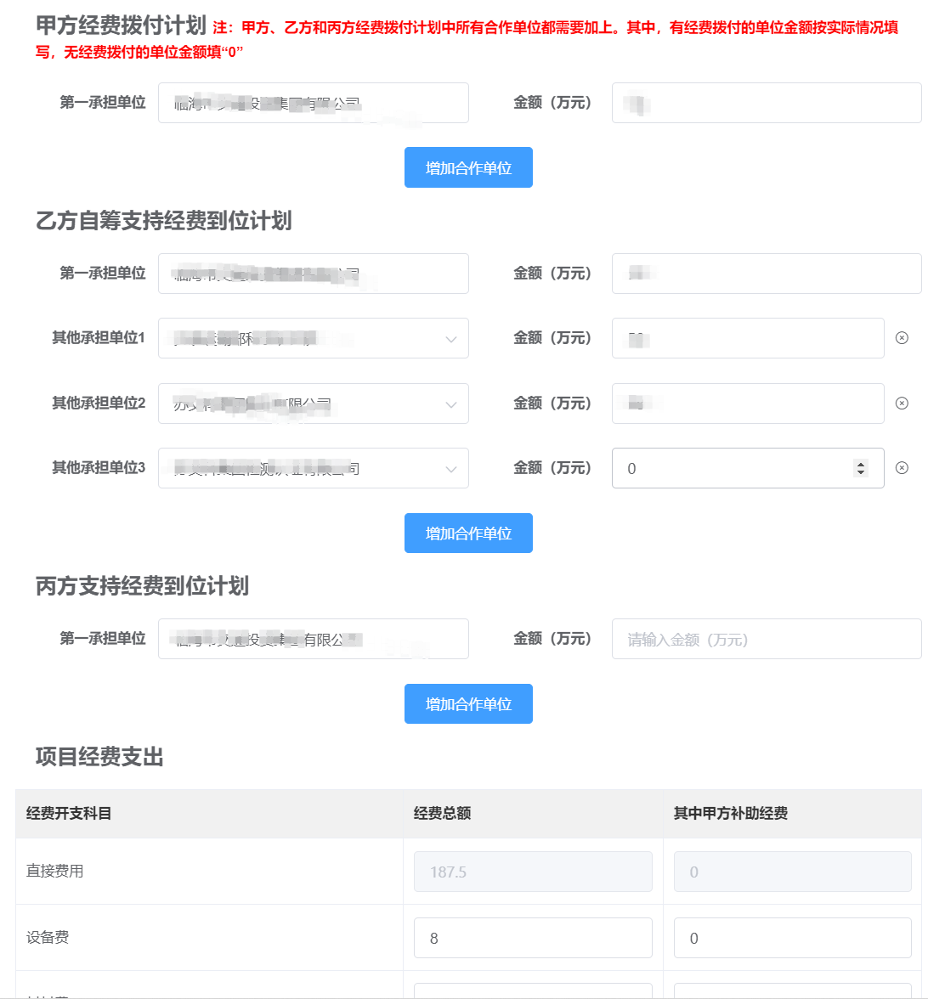 甲方经费拨付计划 注：甲方、乙方和丙方经费拨付计划中所有合作单位都需要加上。其中，有经费拨付的单位金额按实际情况填
写，无经费拨付的单位金额填“0”
第一承担单位 金额（万元）
增加合作单位
乙方自筹支持经费到位计划
第一承担单位 金额（万元）
其他承担单位1 金额（万元）
其他承担单位2 有限公司 金额（万元）
其他承担单位3 金额（万元） 0
增加合作单位
丙方支持经费到位计划
第一承担单位 金额（万元） 请输入金额（万元）
增加合作单位
项目经费支出
经费开支科目 经费总额 其中甲方补助经费
直接费用 187.5 0
设备费 8 0